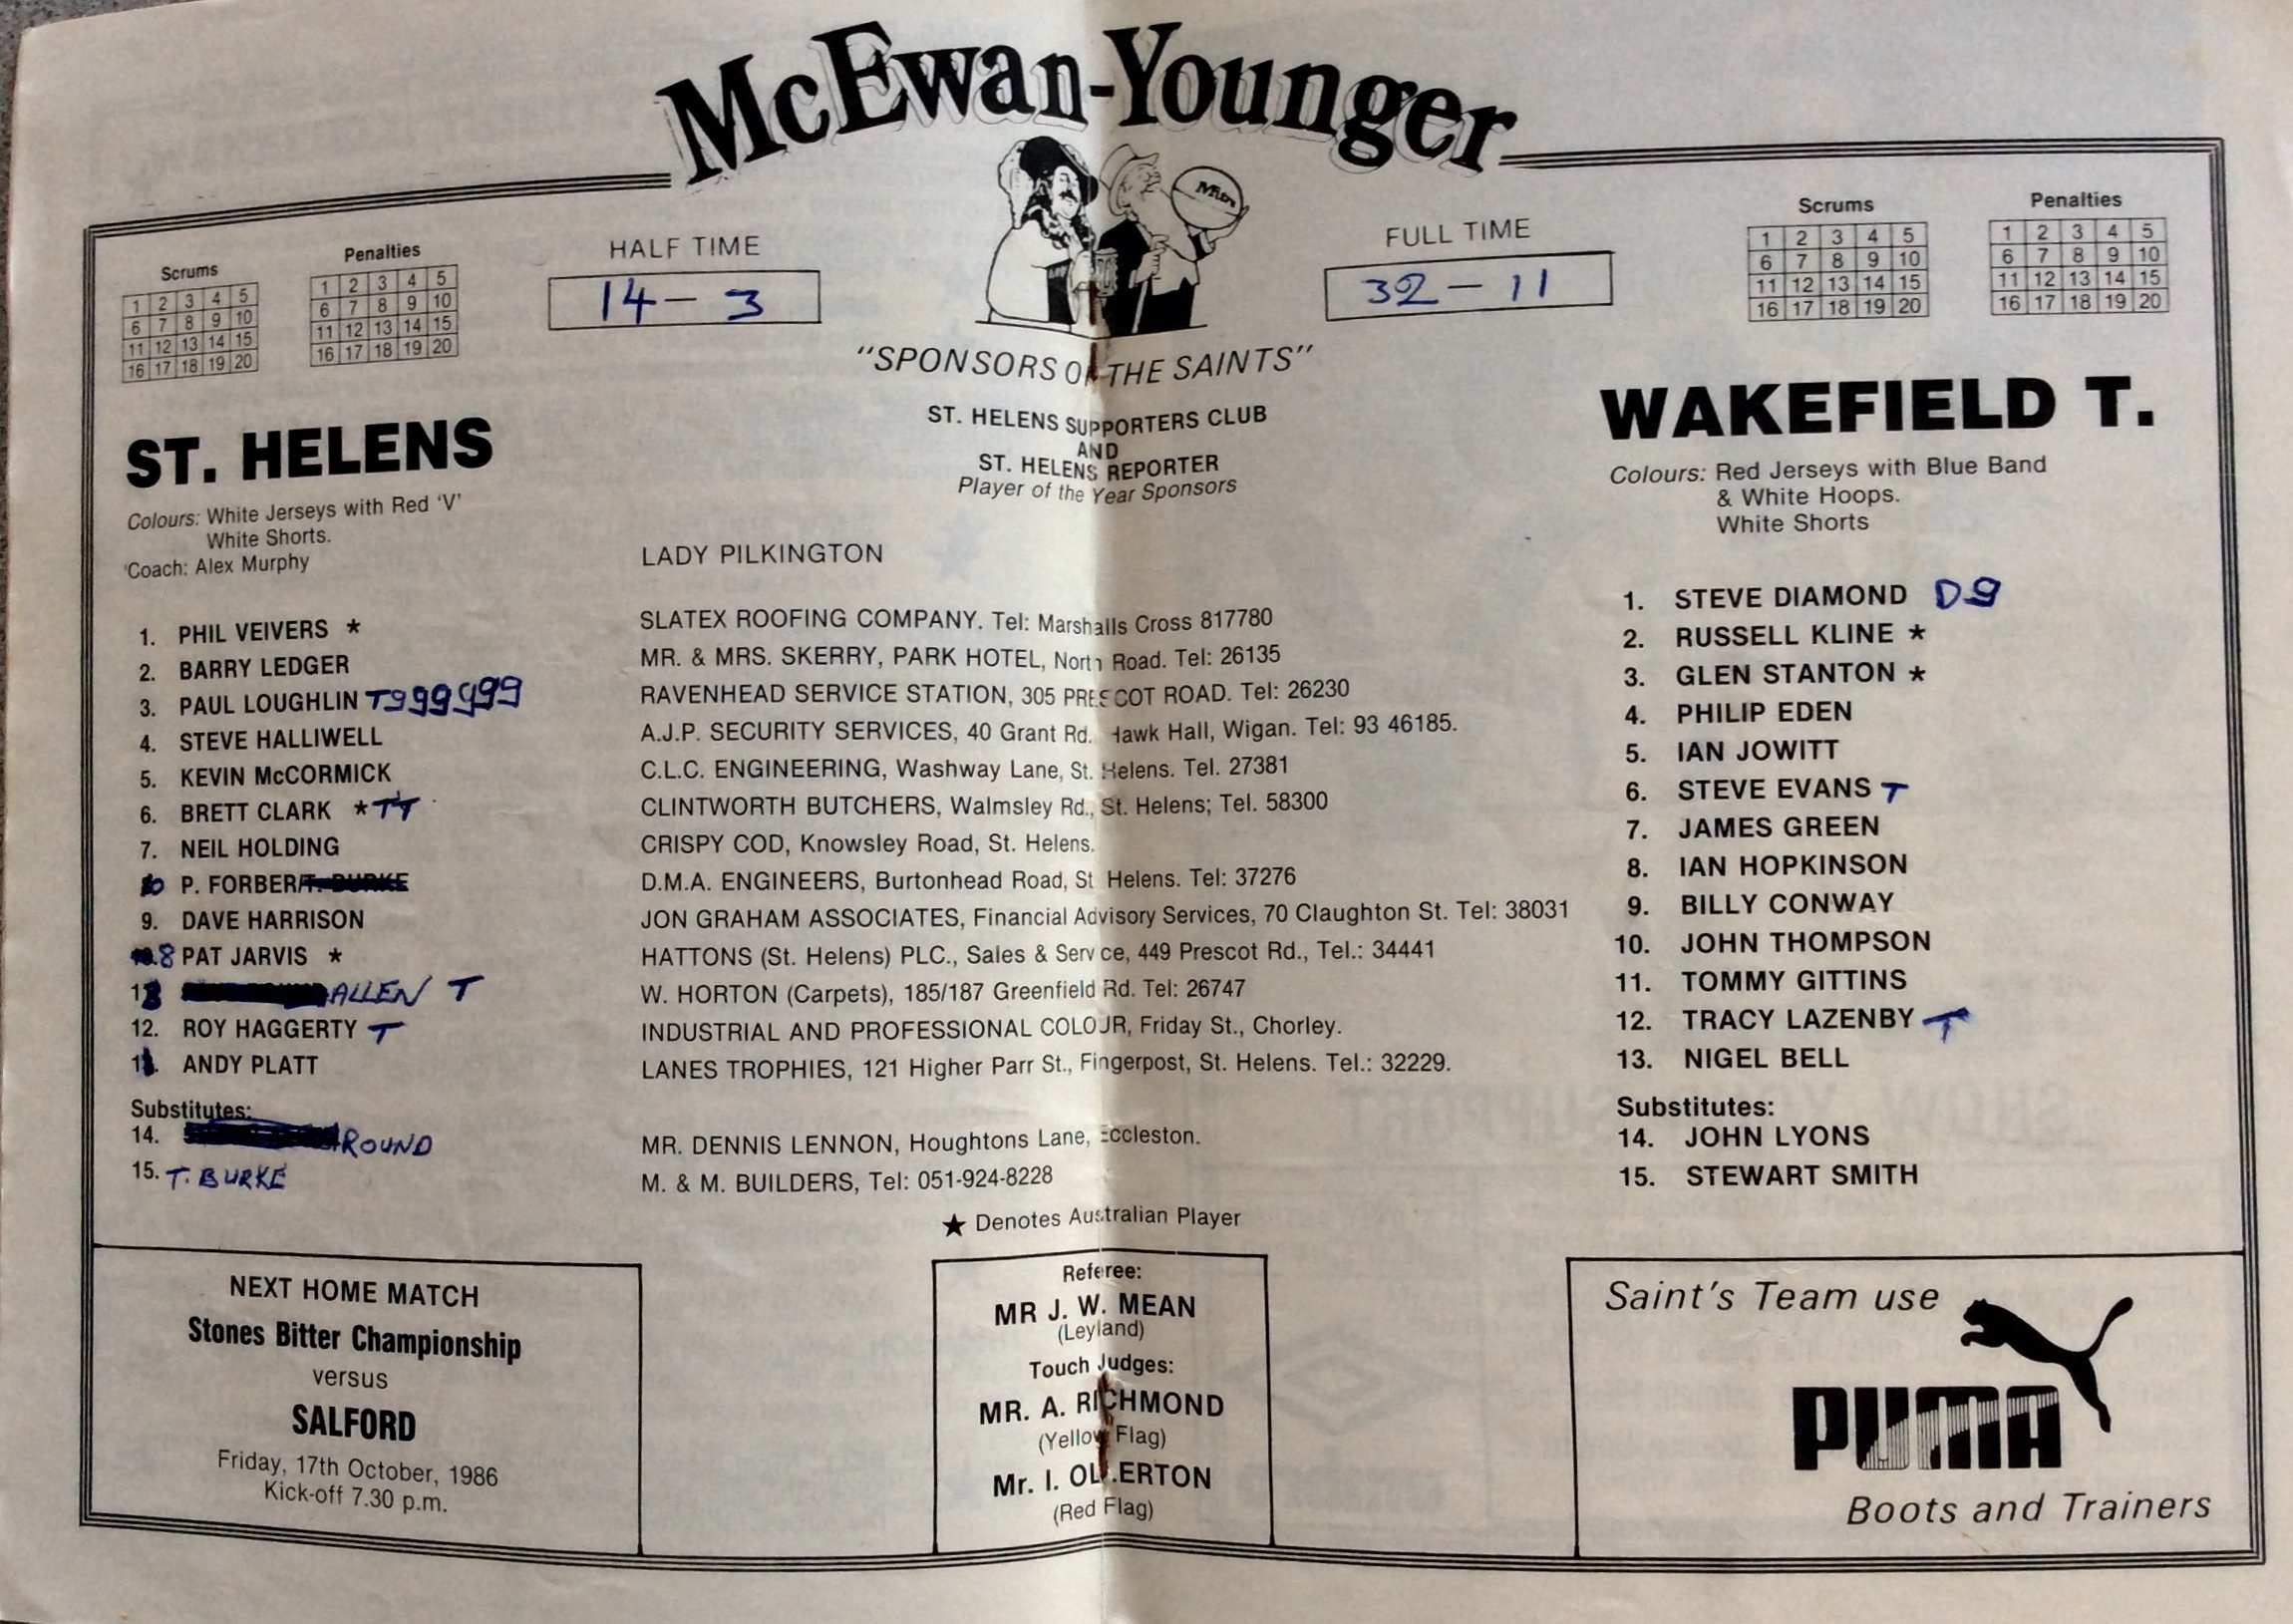 McEwan-Younger
Mitre
"SPONSORS OF THE SAINTS"
ST. HELENS SUPPORTERS CLUB
AND
ST. HELENS REPORTER
Player of the Year Sponsors
Scrums
1 2 3 4 5
6 7 8 9 10
11 12 13 14 15
16 17 18 19 20
Penalties
1 2 3 4 5
6 7 8 9 10
11 12 13 14 15
16 17 18 19 20
HALF TIME
14 - 3
FULL TIME
32 - 11
Scrums
1 2 3 4 5
6 7 8 9 10
11 12 13 14 15
16 17 18 19 20
Penalties
1 2 3 4 5
6 7 8 9 10
11 12 13 14 15
16 17 18 19 20
ST. HELENS
Colours: White Jerseys with Red 'V'
White Shorts.
Coach: Alex Murphy
1. PHIL VEIVERS ★
2. BARRY LEDGER
3. PAUL LOUGHLIN T999999
4. STEVE HALLIWELL
5. KEVIN McCORMICK
6. BRETT CLARK ★ TT
7. NEIL HOLDING
10 P. FORBER/T. BURKE
9. DAVE HARRISON
8 PAT JARVIS ★
13 ALLEN T
12. ROY HAGGERTY T
11. ANDY PLATT
Substitutes:
14. ROUND
15. T. BURKE
LADY PILKINGTON
SLATEX ROOFING COMPANY. Tel: Marshalls Cross 817780
MR. & MRS. SKERRY, PARK HOTEL, North Road. Tel: 26135
RAVENHEAD SERVICE STATION, 305 PRESCOT ROAD. Tel: 26230
A.J.P. SECURITY SERVICES, 40 Grant Rd. Hawk Hall, Wigan. Tel: 93 46185.
C.L.C. ENGINEERING, Washway Lane, St. Helens. Tel. 27381
CLINTWORTH BUTCHERS, Walmsley Rd., St. Helens; Tel. 58300
CRISPY COD, Knowsley Road, St. Helens.
D.M.A. ENGINEERS, Burtonhead Road, St Helens. Tel: 37276
JON GRAHAM ASSOCIATES, Financial Advisory Services, 70 Claughton St. Tel: 38031
HATTONS (St. Helens) PLC., Sales & Service, 449 Prescot Rd., Tel.: 34441
W. HORTON (Carpets), 185/187 Greenfield Rd. Tel: 26747
INDUSTRIAL AND PROFESSIONAL COLOUR, Friday St., Chorley.
LANES TROPHIES, 121 Higher Parr St., Fingerpost, St. Helens. Tel.: 32229.
MR. DENNIS LENNON, Houghtons Lane, Eccleston.
M. & M. BUILDERS, Tel: 051-924-8228
★ Denotes Australian Player
WAKEFIELD T.
Colours: Red Jerseys with Blue Band
& White Hoops.
White Shorts
1. STEVE DIAMOND D9
2. RUSSELL KLINE ★
3. GLEN STANTON ★
4. PHILIP EDEN
5. IAN JOWITT
6. STEVE EVANS T
7. JAMES GREEN
8. IAN HOPKINSON
9. BILLY CONWAY
10. JOHN THOMPSON
11. TOMMY GITTINS
12. TRACY LAZENBY T
13. NIGEL BELL
Substitutes:
14. JOHN LYONS
15. STEWART SMITH
NEXT HOME MATCH
Stones Bitter Championship
versus
SALFORD
Friday, 17th October, 1986
Kick-off 7.30 p.m.
Referee:
MR J. W. MEAN
(Leyland)
Touch Judges:
MR. A. RICHMOND
(Yellow Flag)
Mr. I. OLLERTON
(Red Flag)
Saint's Team use
PUMA
Boots and Trainers